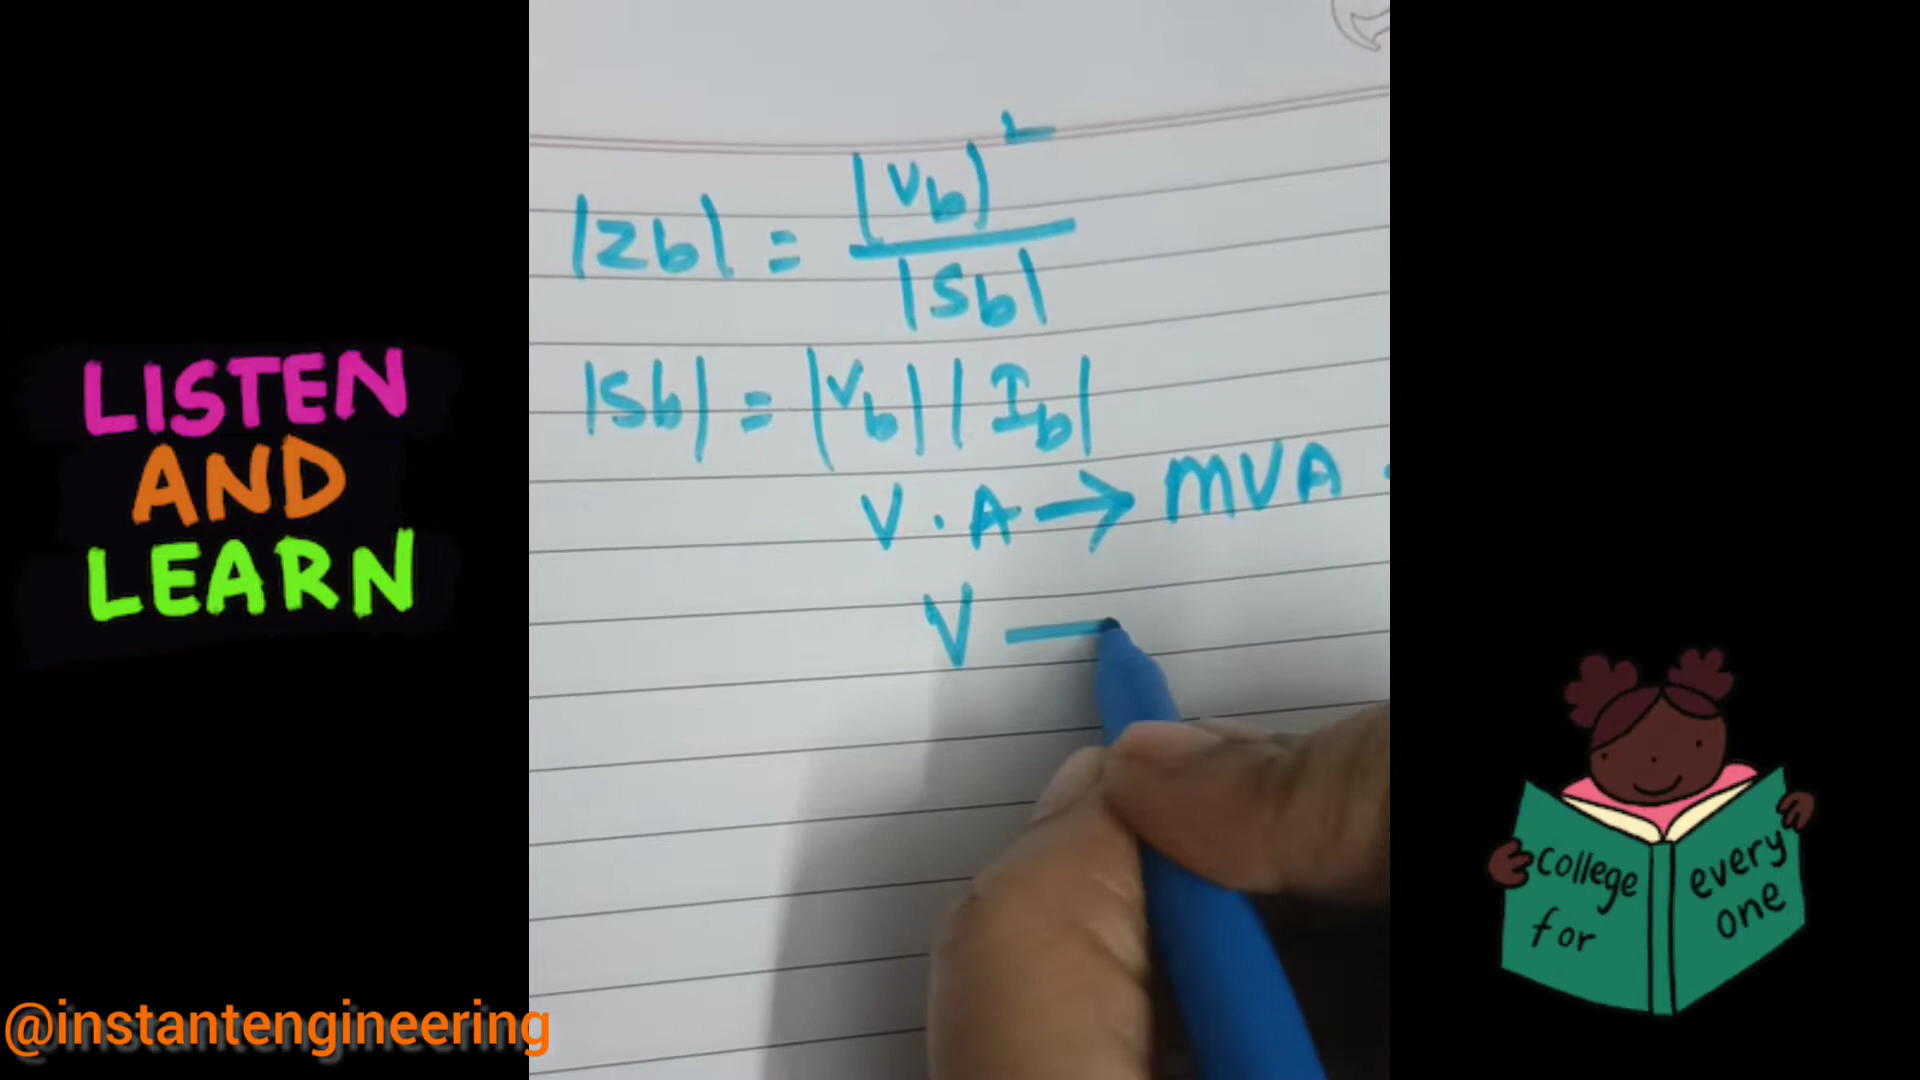 LISTEN
AND
LEARN
|Zb| = |Vb|²/|Sb|
|Sb| = |Vb| |Ib|
V . A → MVA
V —
College
for
every
one
@instantengineering